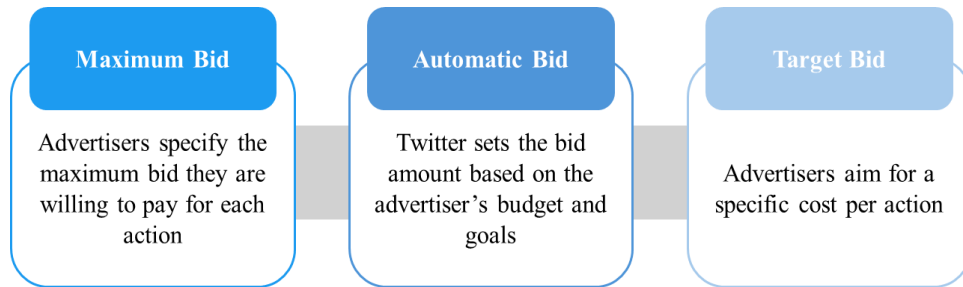 Maximum Bid
Advertisers specify the
maximum bid they are
willing to pay for each
action
Automatic Bid
Twitter sets the bid
amount based on the
advertiser’s budget and
goals
Target Bid
Advertisers aim for a
specific cost per action